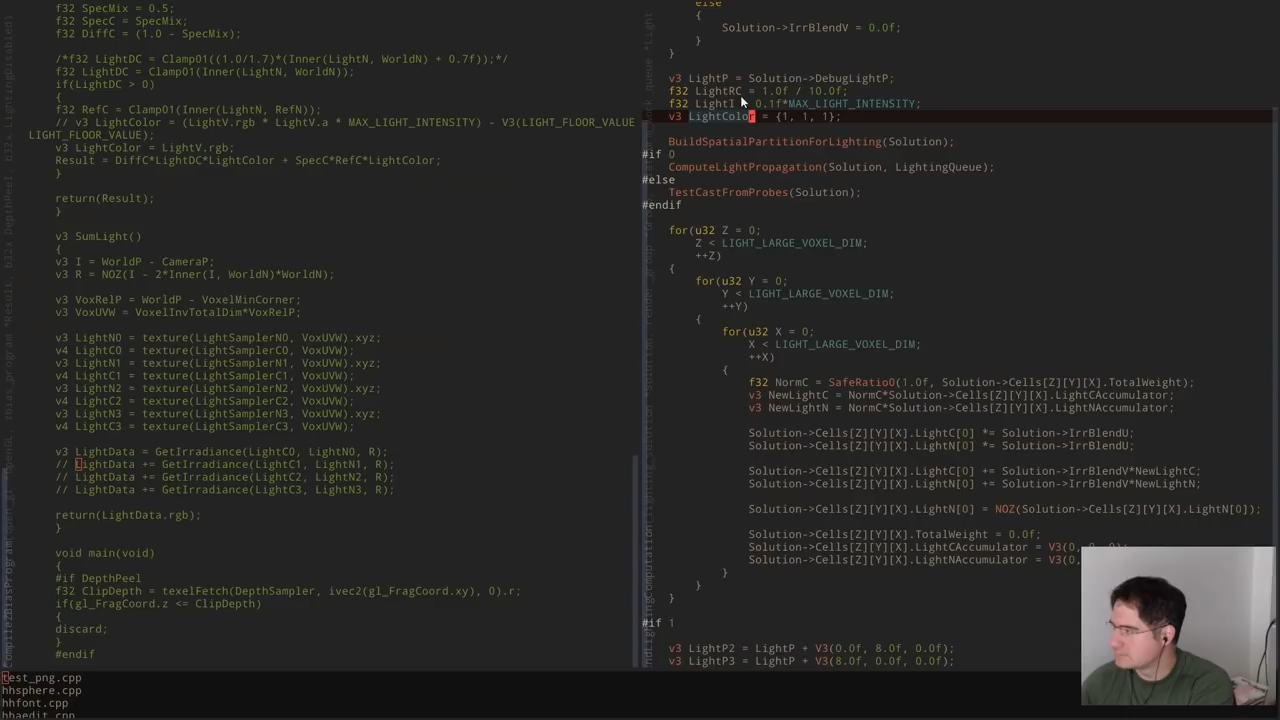 f32 SpecMix = 0.5;
f32 SpecC = SpecMix;
f32 DiffC = (1.0 - SpecMix);
/*f32 LightDC = Clamp01((1.0/1.7)*(Inner(LightN, WorldN) + 0.7f));*/
f32 LightDC = Clamp01(Inner(LightN, WorldN));
if(LightDC > 0)
{
f32 RefC = Clamp01(Inner(LightN, RefN));
// v3 LightColor = (LightV.rgb * LightV.a * MAX_LIGHT_INTENSITY) - V3(LIGHT_FLOOR_VALUE
LIGHT_FLOOR_VALUE);
v3 LightColor = LightV.rgb;
Result = DiffC*LightDC*LightColor + SpecC*RefC*LightColor;
}
return(Result);
}
v3 SumLight()
{
v3 I = WorldP - CameraP;
v3 R = NOZ(I - 2*Inner(I, WorldN)*WorldN);
v3 VoxRelP = WorldP - VoxelMinCorner;
v3 VoxUVW = VoxelInvTotalDim*VoxRelP;
v3 LightN0 = texture(LightSamplerN0, VoxUVW).xyz;
v4 LightC0 = texture(LightSamplerC0, VoxUVW);
v3 LightN1 = texture(LightSamplerN1, VoxUVW).xyz;
v4 LightC1 = texture(LightSamplerC1, VoxUVW);
v3 LightN2 = texture(LightSamplerN2, VoxUVW).xyz;
v4 LightC2 = texture(LightSamplerC2, VoxUVW);
v3 LightN3 = texture(LightSamplerN3, VoxUVW).xyz;
v4 LightC3 = texture(LightSamplerC3, VoxUVW);
v3 LightData = GetIrradiance(LightC0, LightN0, R);
// LightData += GetIrradiance(LightC1, LightN1, R);
// LightData += GetIrradiance(LightC2, LightN2, R);
// LightData += GetIrradiance(LightC3, LightN3, R);
return(LightData.rgb);
}
void main(void)
{
#if DepthPeel
f32 ClipDepth = texelFetch(DepthSampler, ivec2(gl_FragCoord.xy), 0).r;
if(gl_FragCoord.z <= ClipDepth)
{
discard;
}
#endif
test_png.cpp
hhsphere.cpp
hhfont.cpp
hhaedit.cpp
else
{
Solution->IrrBlendV = 0.0f;
}
}
v3 LightP = Solution->DebugLightP;
f32 LightRC = 1.0f / 10.0f;
f32 LightI = 0.1f*MAX_LIGHT_INTENSITY;
v3 LightColor = {1, 1, 1};
BuildSpatialPartitionForLighting(Solution);
#if 0
ComputeLightPropagation(Solution, LightingQueue);
#else
TestCastFromProbes(Solution);
#endif
for(u32 Z = 0;
Z < LIGHT_LARGE_VOXEL_DIM;
++Z)
{
for(u32 Y = 0;
Y < LIGHT_LARGE_VOXEL_DIM;
++Y)
{
for(u32 X = 0;
X < LIGHT_LARGE_VOXEL_DIM;
++X)
{
f32 NormC = SafeRatio0(1.0f, Solution->Cells[Z][Y][X].TotalWeight);
v3 NewLightC = NormC*Solution->Cells[Z][Y][X].LightCAccumulator;
v3 NewLightN = NormC*Solution->Cells[Z][Y][X].LightNAccumulator;
Solution->Cells[Z][Y][X].LightC[0] *= Solution->IrrBlendU;
Solution->Cells[Z][Y][X].LightN[0] *= Solution->IrrBlendU;
Solution->Cells[Z][Y][X].LightC[0] += Solution->IrrBlendV*NewLightC;
Solution->Cells[Z][Y][X].LightN[0] += Solution->IrrBlendV*NewLightN;
Solution->Cells[Z][Y][X].LightN[0] = NOZ(Solution->Cells[Z][Y][X].LightN[0]);
Solution->Cells[Z][Y][X].TotalWeight = 0.0f;
Solution->Cells[Z][Y][X].LightCAccumulator = V3(0,
Solution->Cells[Z][Y][X].LightNAccumulator = V3(0,
}
}
}
#if 1
v3 LightP2 = LightP + V3(0.0f, 8.0f, 0.0f);
v3 LightP3 = LightP + V3(8.0f, 0.0f, 0.0f);